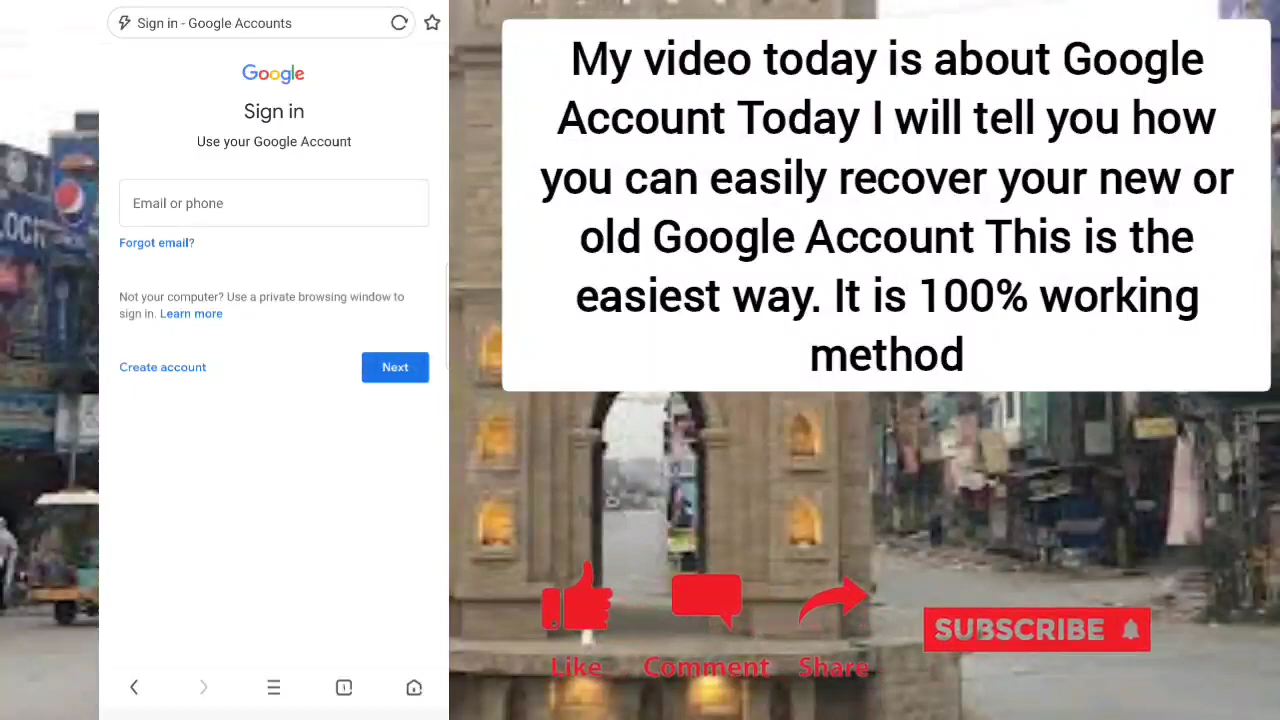 Sign in - Google Accounts
Google
Sign in
Use your Google Account
Email or phone
Forgot email?
Not your computer? Use a private browsing window to
sign in. Learn more
Create account
Next
1
My video today is about Google
Account Today I will tell you how
you can easily recover your new or
old Google Account This is the
easiest way. It is 100% working
method
Like
Comment
Share
SUBSCRIBE